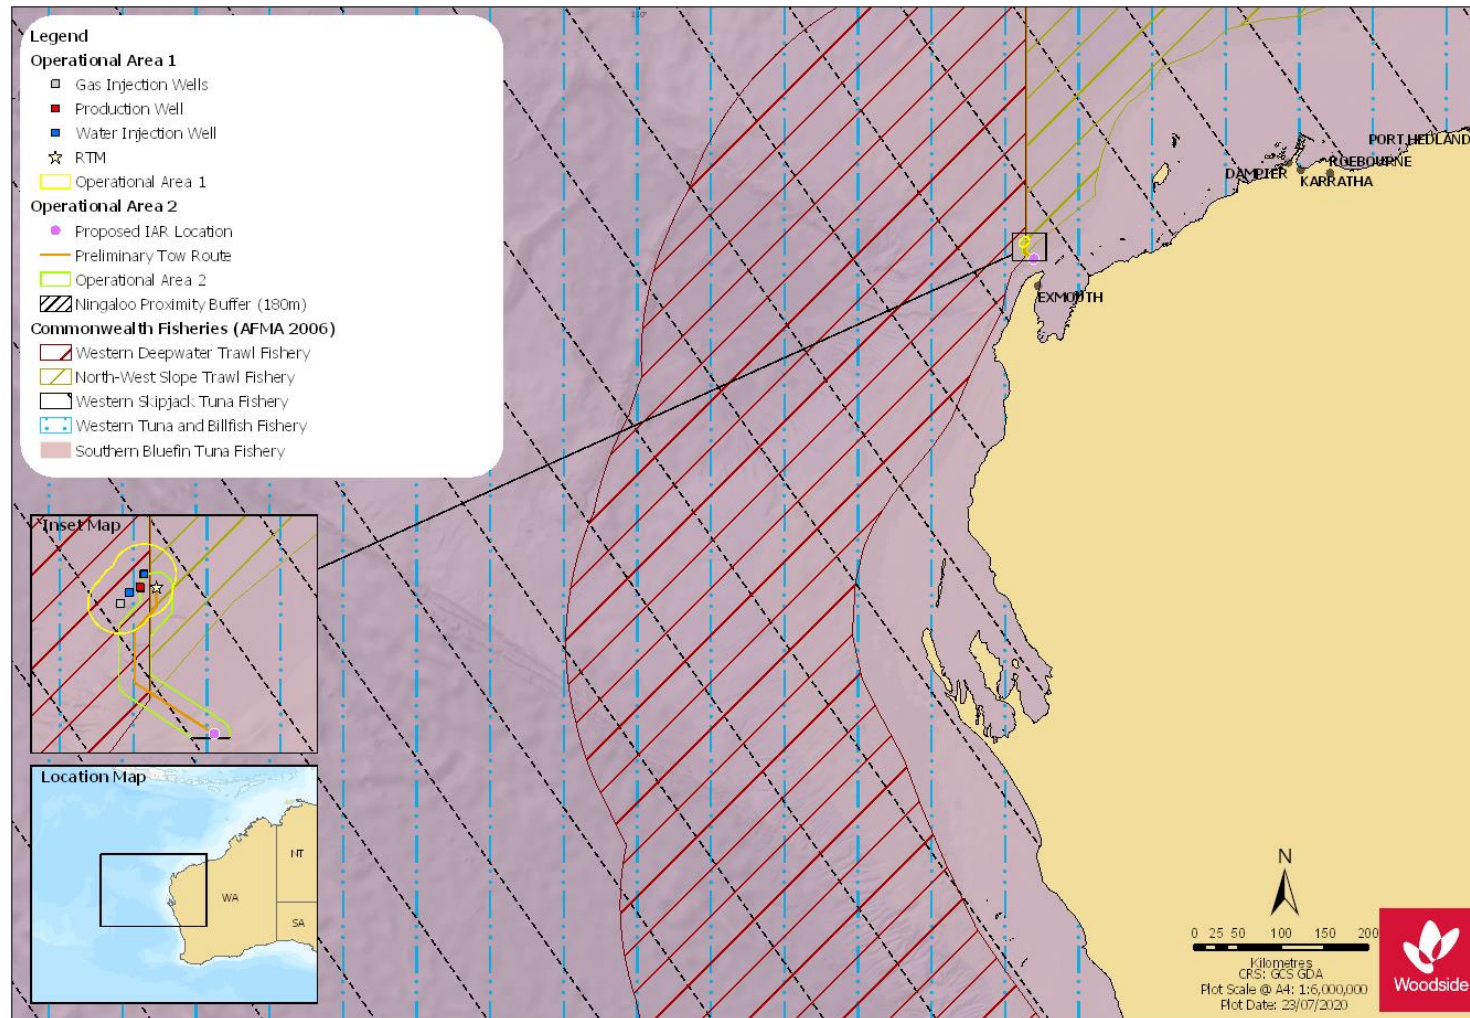 Legend
Operational Area 1
Gas Injection Wells
Production Well
Water Injection Well
RTM
Operational Area 1
Operational Area 2
Proposed IAR Location
Preliminary Tow Route
Operational Area 2
Ningaloo Proximity Buffer (180m)
Commonwealth Fisheries (AFMA 2006)
Western Deepwater Trawl Fishery
North-West Slope Trawl Fishery
Western Skipjack Tuna Fishery
Western Tuna and Billfish Fishery
Southern Bluefin Tuna Fishery
PORT HEDLAND
ROEBOURNE
DAMPIER
KARRATHA
EXMOUTH
Inset Map
Location Map
WA
NT
SA
N
0 25 50 100 150 200
Kilometres
CRS: GCS GDA
Plot Scale @ A4: 1:6,000,000
Plot Date: 23/07/2020
Woodside